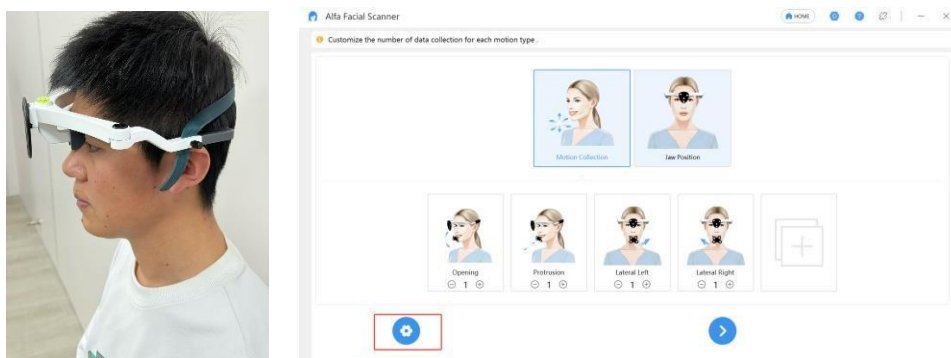 Alfa Facial Scanner
HOME
Customize the number of data collection for each motion type .
Motion Collection
Jaw Position
Opening
Protrusion
Lateral Left
Lateral Right
1
1
1
1